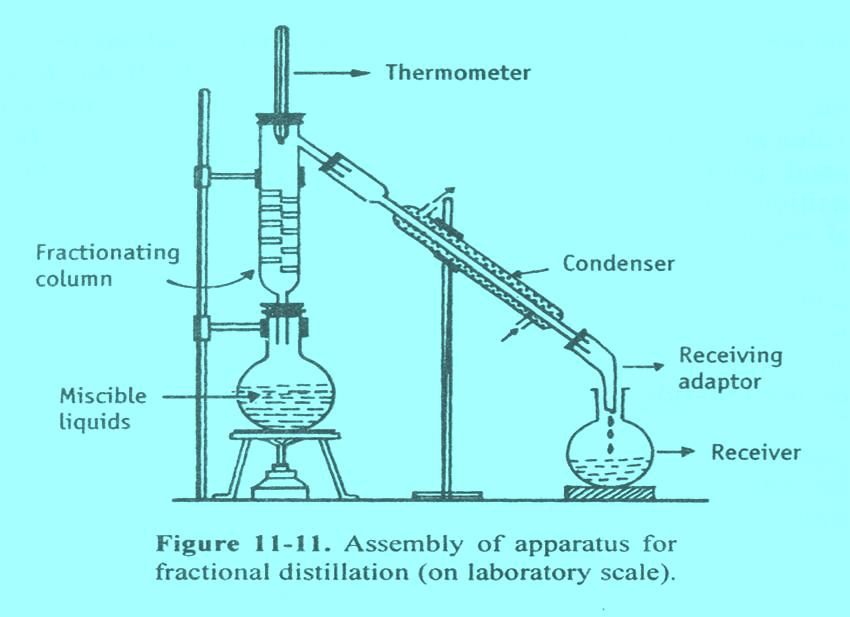 Thermometer
Fractionating
column
Condenser
Receiving
adaptor
Miscible
liquids
Receiver
Figure 11-11. Assembly of apparatus for
fractional distillation (on laboratory scale).